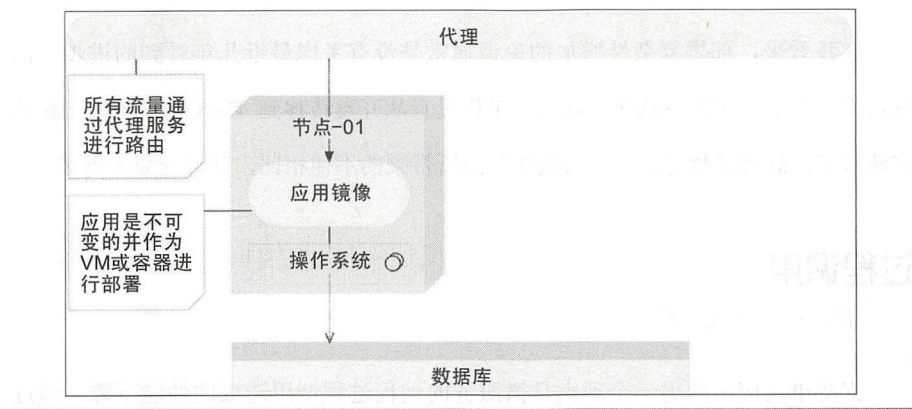 代理
所有流量通
过代理服务
进行路由
节点-01
应用镜像
应用是不可
变的并作为
VM或容器进
行部署
操作系统
数据库